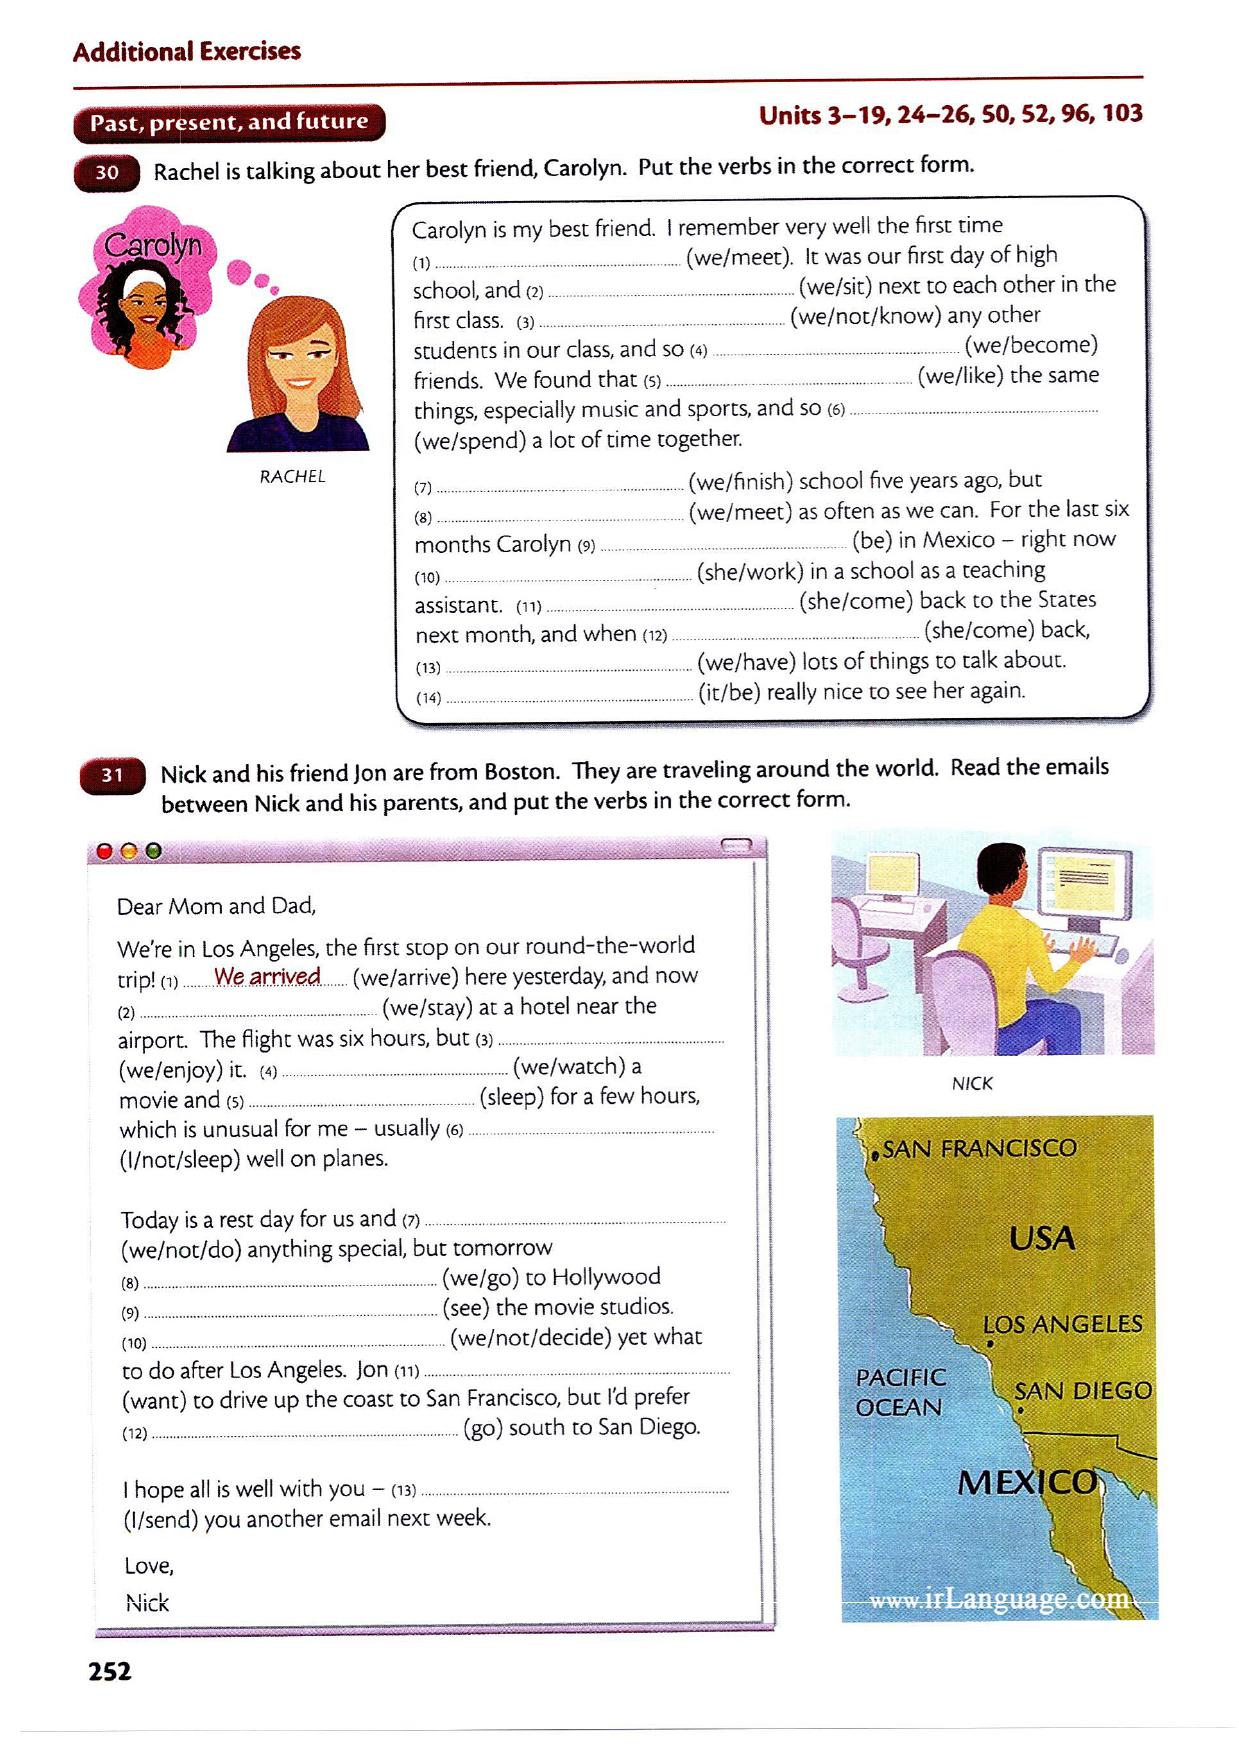 Additional Exercises
Past, present, and future
Units 3–19, 24–26, 50, 52, 96, 103
30 Rachel is talking about her best friend, Carolyn. Put the verbs in the correct form.
Carolyn
RACHEL
Carolyn is my best friend. I remember very well the first time
(1) ........................ (we/meet). It was our first day of high
school, and (2) ........................ (we/sit) next to each other in the
first class. (3) ........................ (we/not/know) any other
students in our class, and so (4) ........................ (we/become)
friends. We found that (5) ........................ (we/like) the same
things, especially music and sports, and so (6) ........................
(we/spend) a lot of time together.
(7) ........................ (we/finish) school five years ago, but
(8) ........................ (we/meet) as often as we can. For the last six
months Carolyn (9) ........................ (be) in Mexico – right now
(10) ........................ (she/work) in a school as a teaching
assistant. (11) ........................ (she/come) back to the States
next month, and when (12) ........................ (she/come) back,
(13) ........................ (we/have) lots of things to talk about.
(14) ........................ (it/be) really nice to see her again.
31 Nick and his friend Jon are from Boston. They are traveling around the world. Read the emails
between Nick and his parents, and put the verbs in the correct form.
Dear Mom and Dad,
We're in Los Angeles, the first stop on our round-the-world
trip! (1) ...... We arrived ...... (we/arrive) here yesterday, and now
(2) ........................ (we/stay) at a hotel near the
airport. The flight was six hours, but (3) ........................
(we/enjoy) it. (4) ........................ (we/watch) a
movie and (5) ........................ (sleep) for a few hours,
which is unusual for me – usually (6) ........................
(I/not/sleep) well on planes.
Today is a rest day for us and (7) ........................
(we/not/do) anything special, but tomorrow
(8) ........................ (we/go) to Hollywood
(9) ........................ (see) the movie studios.
(10) ........................ (we/not/decide) yet what
to do after Los Angeles. Jon (11) ........................
(want) to drive up the coast to San Francisco, but I'd prefer
(12) ........................ (go) south to San Diego.
I hope all is well with you – (13) ........................
(I/send) you another email next week.
Love,
Nick
NICK
SAN FRANCISCO
USA
LOS ANGELES
PACIFIC
OCEAN
SAN DIEGO
MEXICO
www.irLanguage.com
252